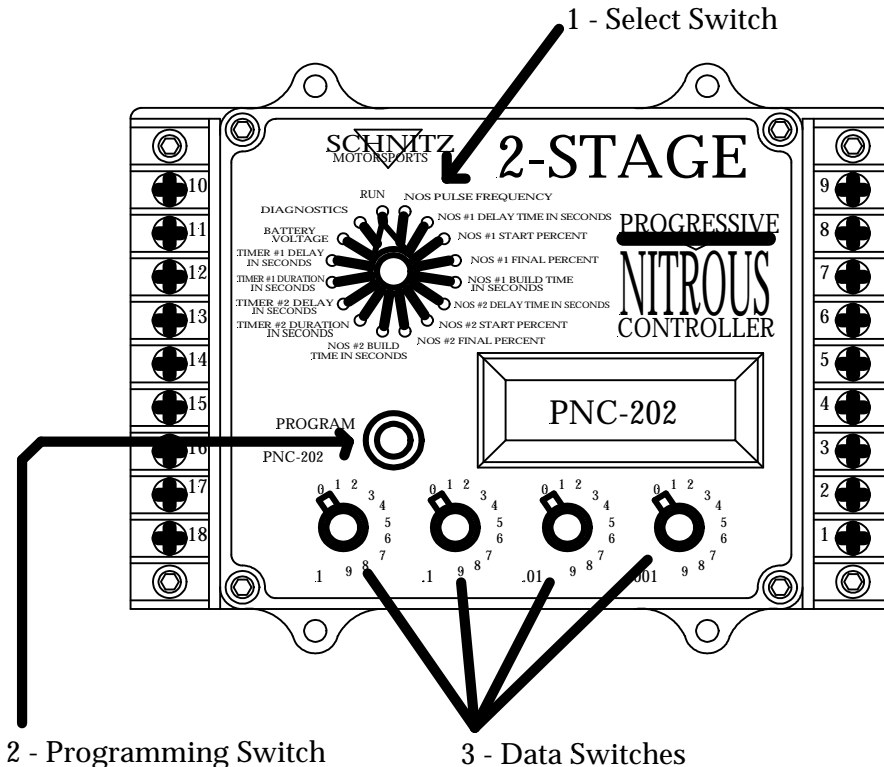 1 - Select Switch
SCHNITZ
MOTORSPORTS
2-STAGE
RUN
NOS PULSE FREQUENCY
DIAGNOSTICS
NOS #1 DELAY TIME IN SECONDS
BATTERY
VOLTAGE
NOS #1 START PERCENT
TIMER #1 DELAY
IN SECONDS
NOS #1 FINAL PERCENT
TIMER #1 DURATION
IN SECONDS
NOS #1 BUILD TIME
IN SECONDS
TIMER #2 DELAY
IN SECONDS
NOS #2 DELAY TIME IN SECONDS
TIMER #2 DURATION
IN SECONDS
NOS #2 START PERCENT
NOS #2 BUILD
TIME IN SECONDS
NOS #2 FINAL PERCENT
PROGRESSIVE
NITROUS
CONTROLLER
10
11
12
13
14
15
16
17
18
9
8
7
6
5
4
3
2
1
PNC-202
PROGRAM
PNC-202
0 1 2 3 4 5 6 7 8 9
.1
0 1 2 3 4 5 6 7 8 9
.1
0 1 2 3 4 5 6 7 8 9
.01
0 1 2 3 4 5 6 7 8 9
001
2 - Programming Switch
3 - Data Switches